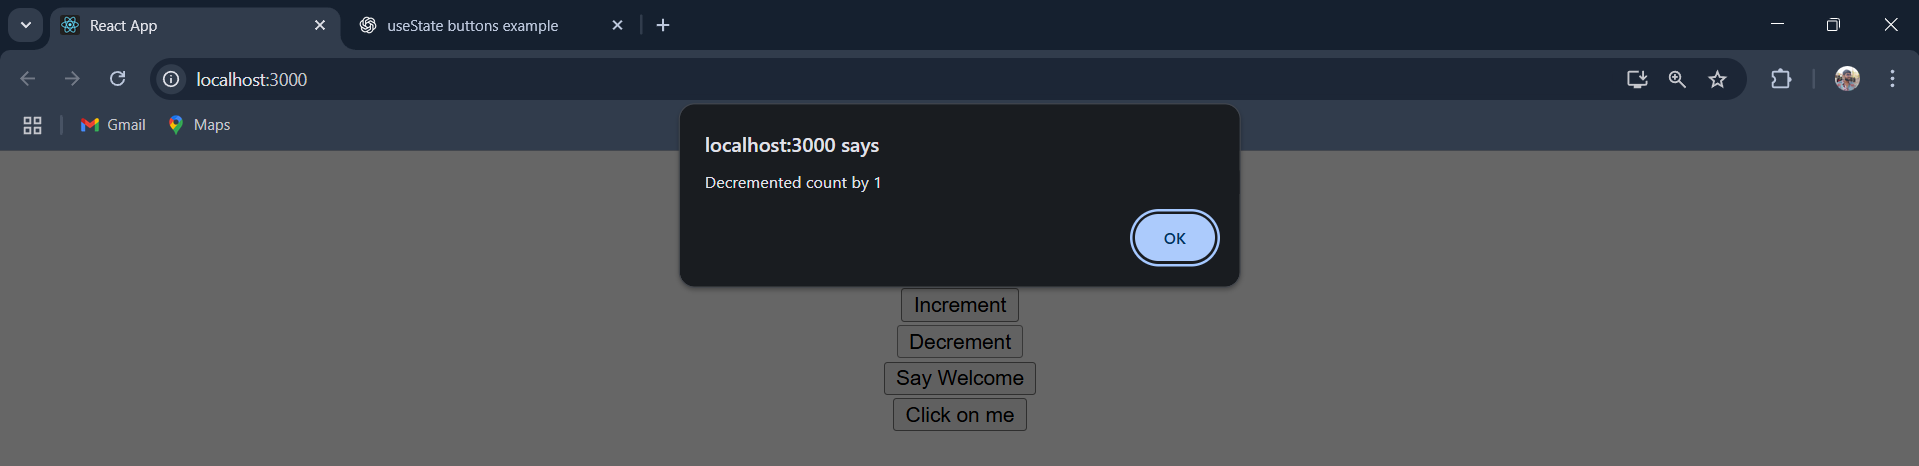 React App
useState buttons example
localhost:3000
Gmail
Maps
localhost:3000 says
Decremented count by 1
OK
Increment
Decrement
Say Welcome
Click on me